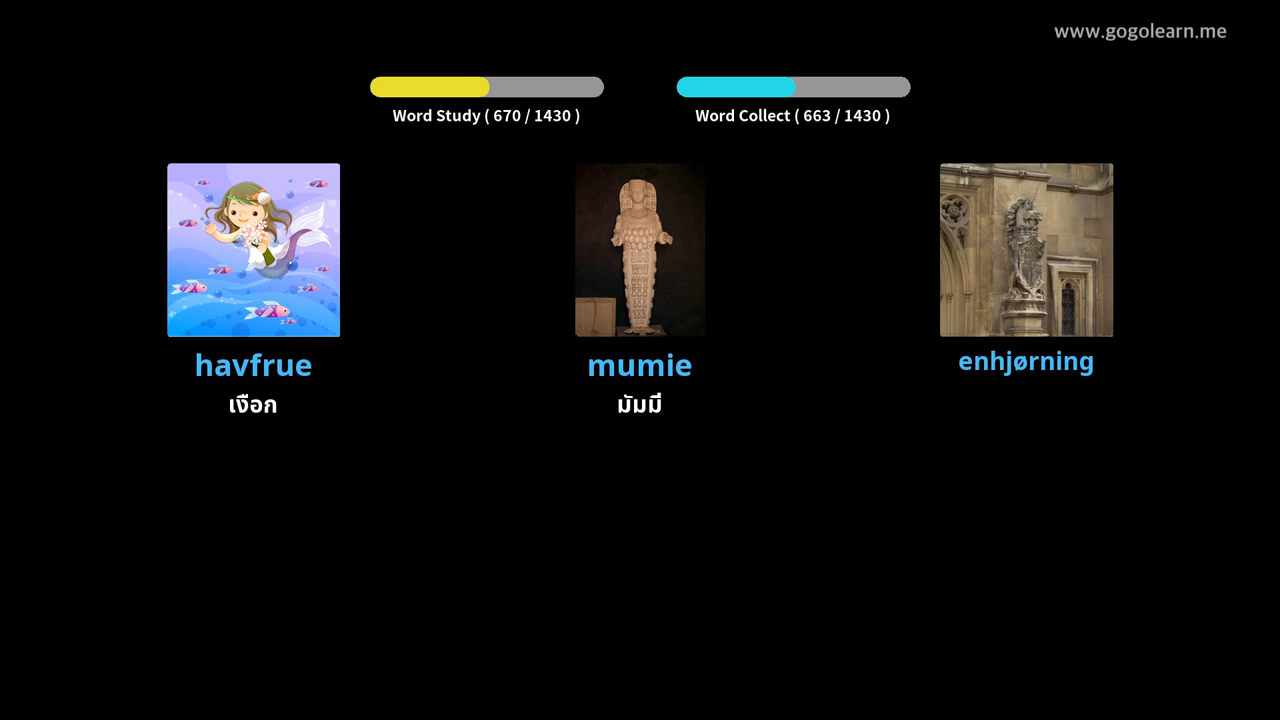 www.gogolearn.me
Word Study ( 670 / 1430 )
Word Collect ( 663 / 1430 )
havfrue
เงือก
mumie
มัมมี่
enhjørning